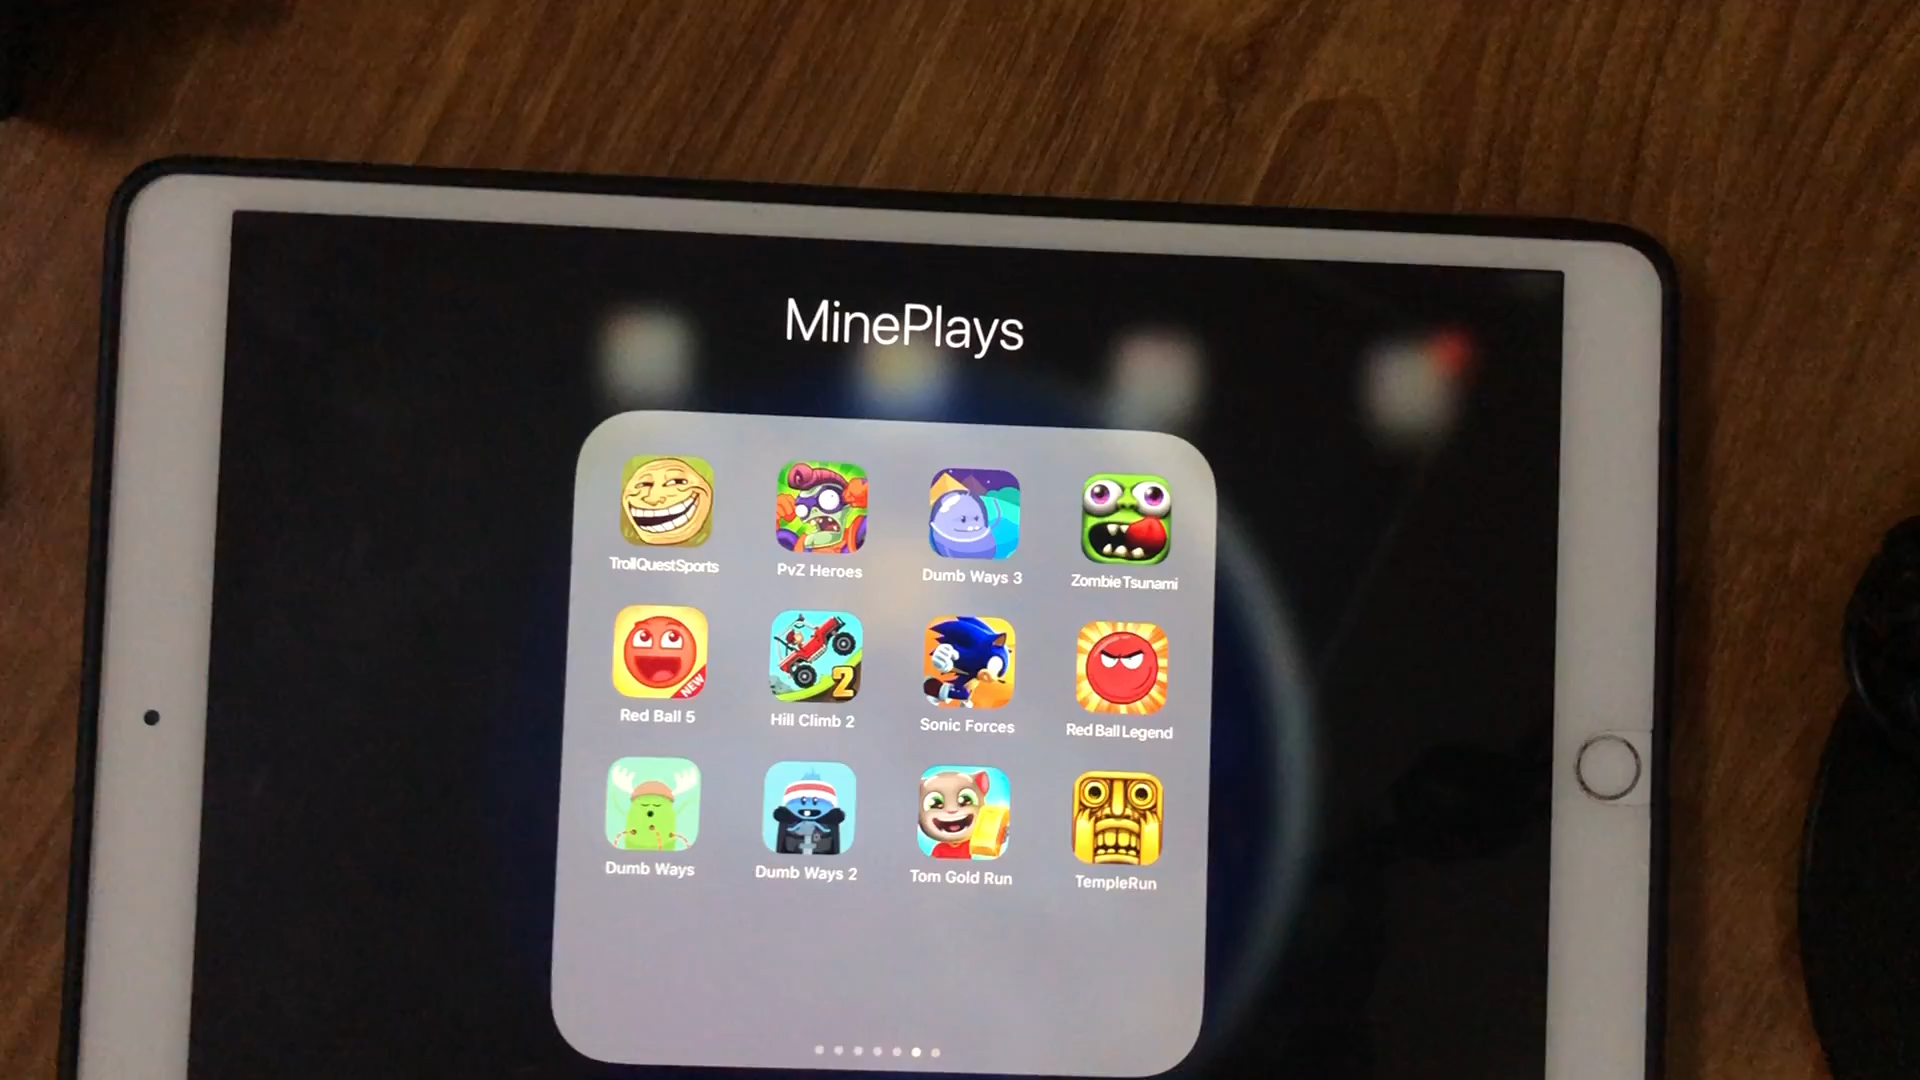 MinePlays
TrollQuestSports
PvZ Heroes
Dumb Ways 3
Zombie Tsunami
NEW
2
Red Ball 5
Hill Climb 2
Sonic Forces
Red Ball Legend
Dumb Ways
Dumb Ways 2
Tom Gold Run
TempleRun